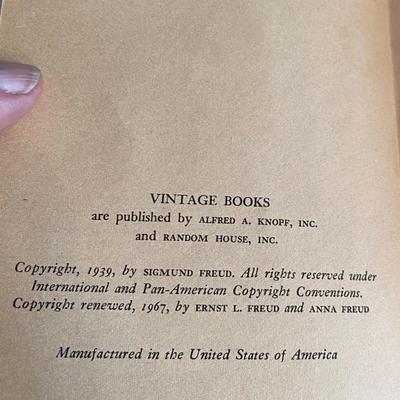 VINTAGE BOOKS
are published by ALFRED A. KNOPF, INC.
and RANDOM HOUSE, INC.
Copyright, 1939, by SIGMUND FREUD. All rights reserved under
International and Pan-American Copyright Conventions.
Copyright renewed, 1967, by ERNST L. FREUD and ANNA FREUD
Manufactured in the United States of America